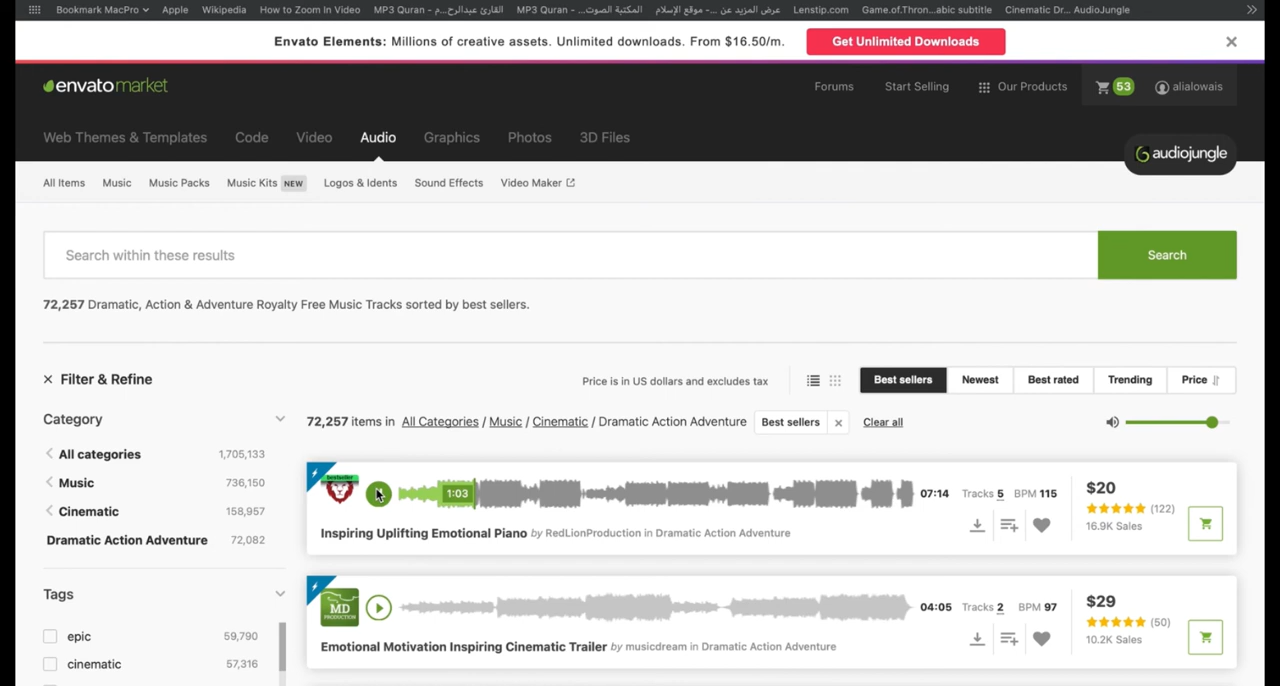 Bookmark MacPro Apple Wikipedia How to Zoom In Video MP3 Quran - القارئ عبدالرح...م MP3 Quran - المكتبة الصوت... عرض المزيد عن ...- موقع الإسلام Lenstip.com Game.of.Thron...abic subtitle Cinematic Dr... AudioJungle
Envato Elements: Millions of creative assets. Unlimited downloads. From $16.50/m. Get Unlimited Downloads
envato market
Forums Start Selling Our Products 53 alialowais
Web Themes & Templates Code Video Audio Graphics Photos 3D Files
audiojungle
All Items Music Music Packs Music Kits NEW Logos & Idents Sound Effects Video Maker
Search within these results Search
72,257 Dramatic, Action & Adventure Royalty Free Music Tracks sorted by best sellers.
Filter & Refine Price is in US dollars and excludes tax Best sellers Newest Best rated Trending Price
Category 72,257 items in All Categories / Music / Cinematic / Dramatic Action Adventure Best sellers Clear all
All categories 1,705,133
Music 736,150
Cinematic 158,957
Dramatic Action Adventure 72,082
bestseller 1:03 07:14 Tracks 5 BPM 115 $20
(122)
16.9K Sales
Inspiring Uplifting Emotional Piano by RedLionProduction in Dramatic Action Adventure
Tags
epic 59,790
cinematic 57,316
MD PRODUCTION 04:05 Tracks 2 BPM 97 $29
(50)
10.2K Sales
Emotional Motivation Inspiring Cinematic Trailer by musicdream in Dramatic Action Adventure